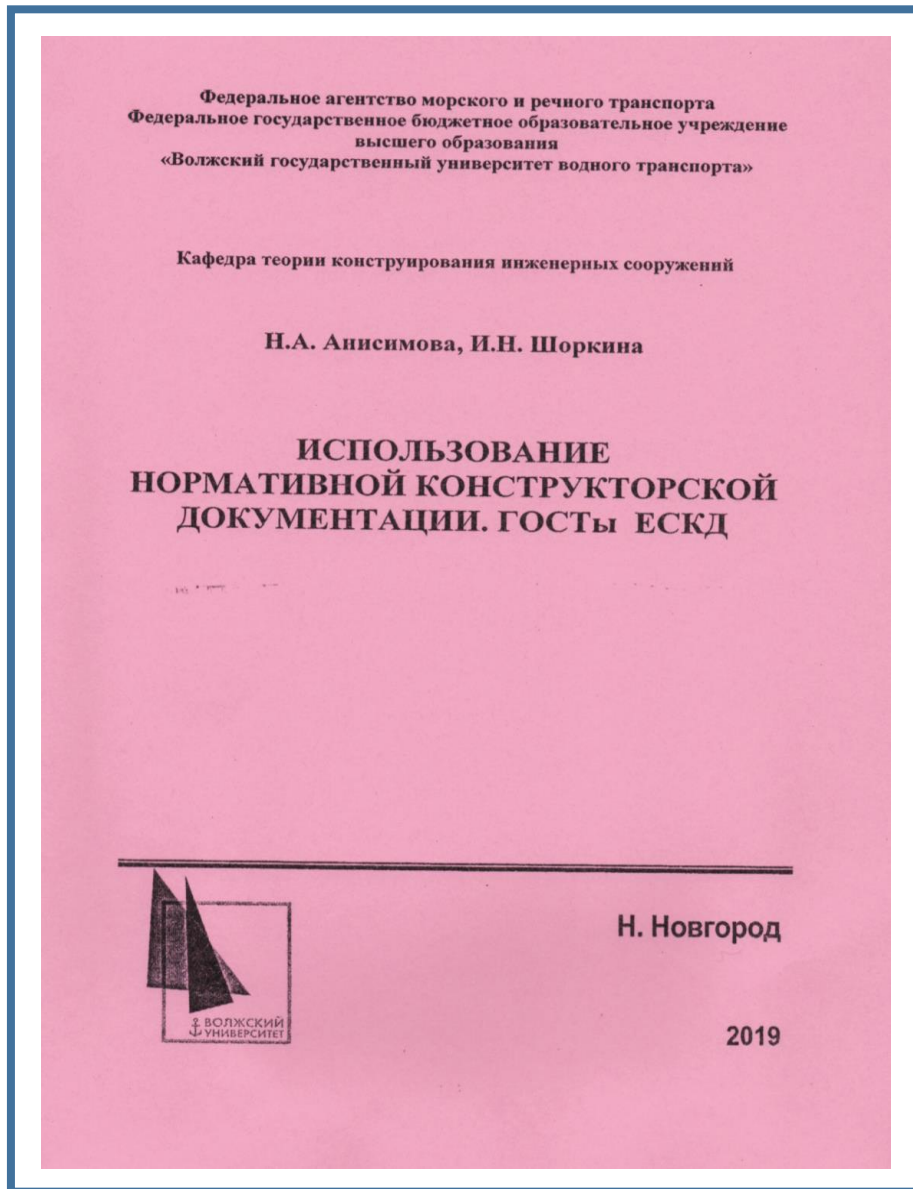 Федеральное агентство морского и речного транспорта
Федеральное государственное бюджетное образовательное учреждение
высшего образования
«Волжский государственный университет водного транспорта»
Кафедра теории конструирования инженерных сооружений
Н.А. Анисимова, И.Н. Шоркина
ИСПОЛЬЗОВАНИЕ
НОРМАТИВНОЙ КОНСТРУКТОРСКОЙ
ДОКУМЕНТАЦИИ. ГОСТы ЕСКД
Н. Новгород
ВОЛЖСКИЙ
УНИВЕРСИТЕТ
2019